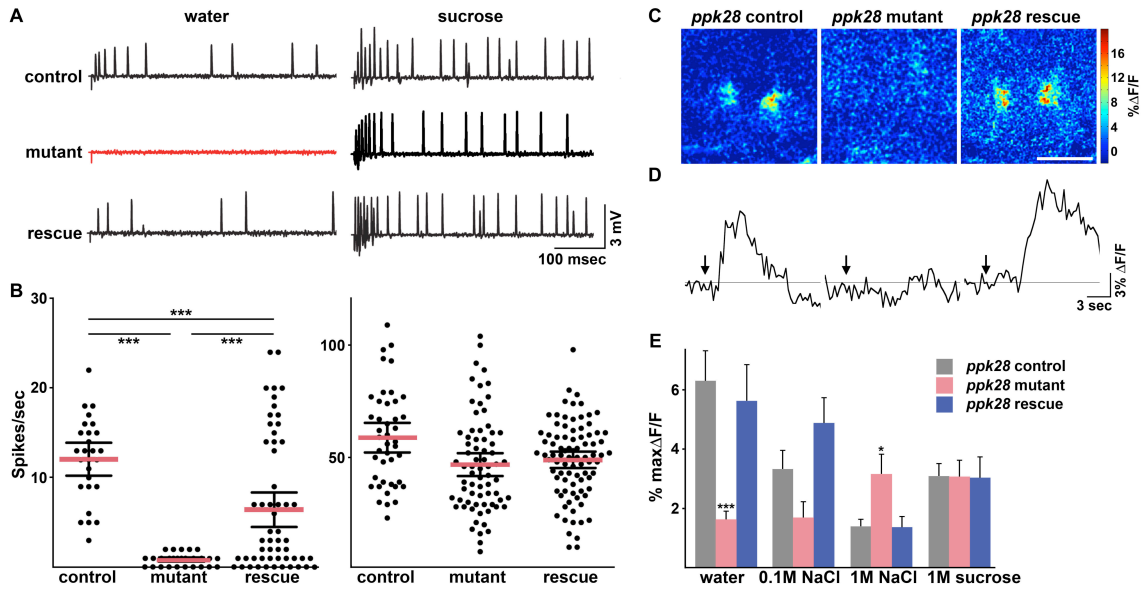 A
water
sucrose
control
mutant
rescue
3 mV
100 msec
B
Spikes/sec
30
20
10
***
***
***
control
mutant
rescue
100
50
control
mutant
rescue
C
ppk28 control
ppk28 mutant
ppk28 rescue
16
12
8
4
0
%ΔF/F
D
3% ΔF/F
3 sec
E
% max.ΔF/F
6
4
2
***
*
ppk28 control
ppk28 mutant
ppk28 rescue
water
0.1M NaCl
1M NaCl
1M sucrose